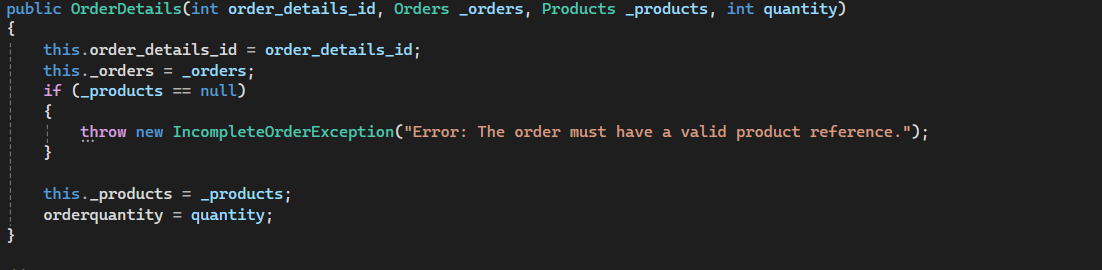 public OrderDetails(int order_details_id, Orders _orders, Products _products, int quantity)
{
    this.order_details_id = order_details_id;
    this._orders = _orders;
    if (_products == null)
    {
        throw new IncompleteOrderException("Error: The order must have a valid product reference.");
    }

    this._products = _products;
    orderquantity = quantity;
}